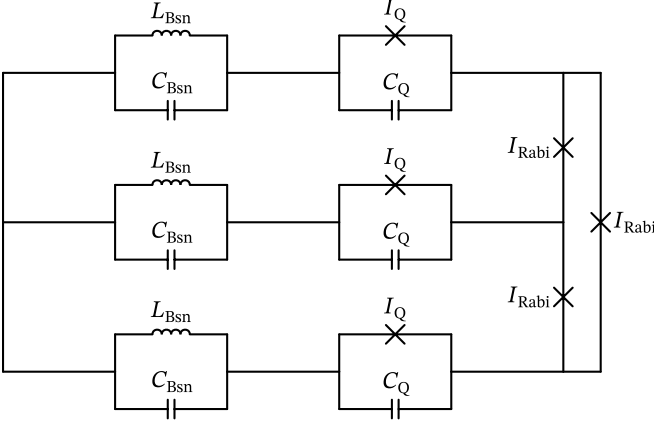 L_Bsn
I_Q
C_Bsn
C_Q
I_Rabi
L_Bsn
I_Q
C_Bsn
C_Q
I_Rabi
I_Rabi
L_Bsn
I_Q
C_Bsn
C_Q